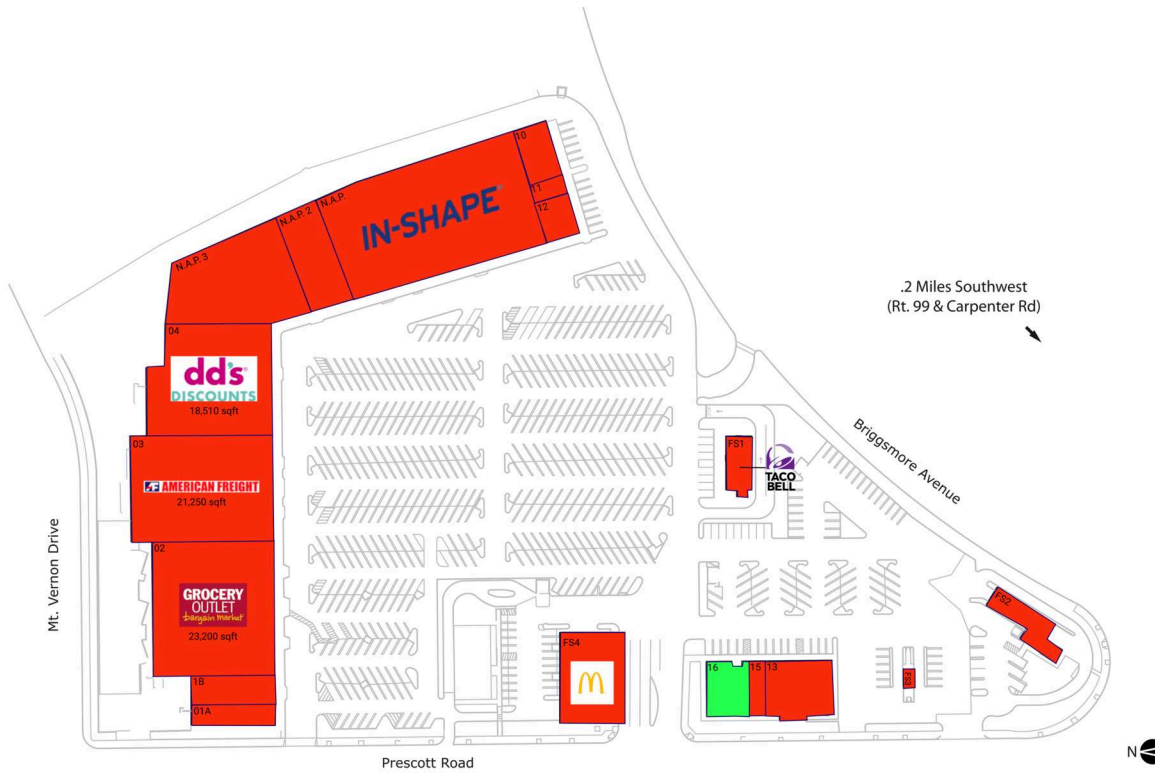 10
11
12
N.A.P.
N.A.P. 2
N.A.P. 3
IN-SHAPE
.2 Miles Southwest
(Rt. 99 & Carpenter Rd)
04
dd's
DISCOUNTS
18,510 sqft
03
AF AMERICAN FREIGHT
21,250 sqft
02
GROCERY
OUTLET
bargain market
23,200 sqft
1B
01A
Mt. Vernon Drive
FS1
TACO
BELL
Briggsmore Avenue
FS2
FS3
FS4
16
15
13
Prescott Road
N